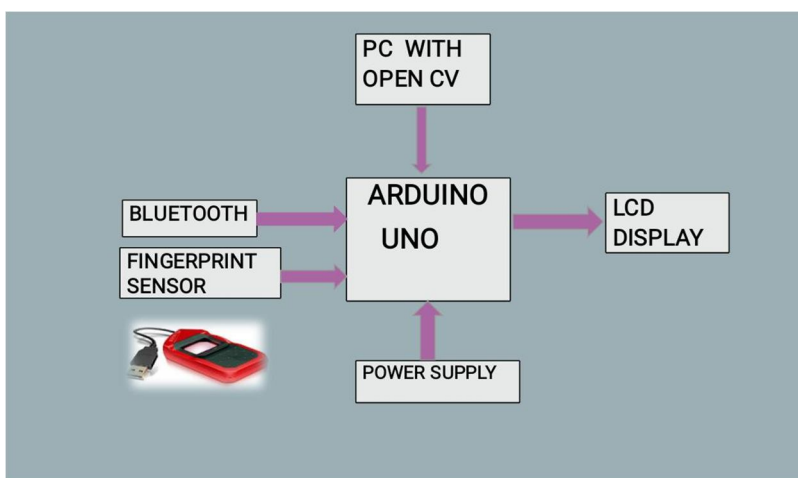 PC WITH
OPEN CV
ARDUINO
UNO
BLUETOOTH
FINGERPRINT
SENSOR
LCD
DISPLAY
POWER SUPPLY